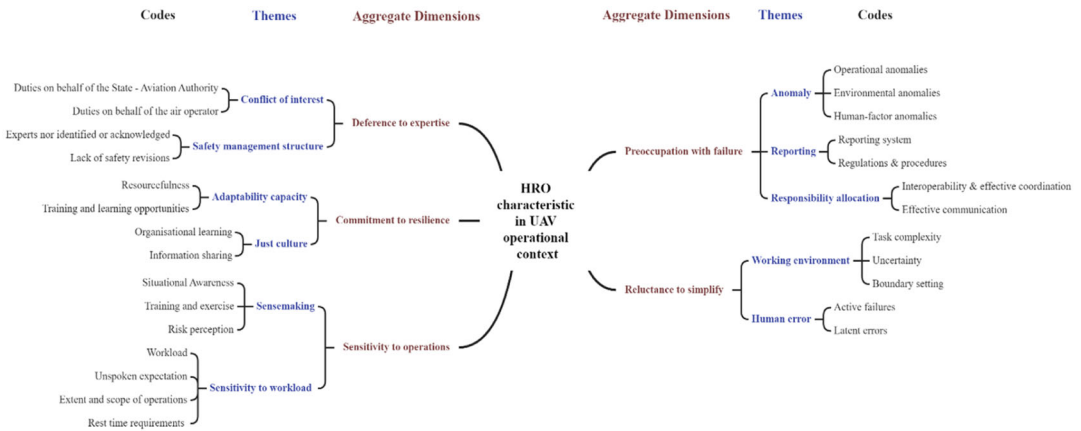 Codes Themes Aggregate Dimensions
Aggregate Dimensions Themes Codes
Duties on behalf of the State - Aviation Authority
Duties on behalf of the air operator
Conflict of interest
Experts nor identified or acknowledged
Lack of safety revisions
Safety management structure
Deference to expertise
Resourcefulness
Training and learning opportunities
Adaptability capacity
Organisational learning
Information sharing
Just culture
Commitment to resilience
Situational Awareness
Training and exercise
Risk perception
Sensemaking
Workload
Unspoken expectation
Extent and scope of operations
Rest time requirements
Sensitivity to workload
Sensitivity to operations
HRO
characteristic
in UAV
operational
context
Preoccupation with failure
Anomaly
Operational anomalies
Environmental anomalies
Human-factor anomalies
Reporting
Reporting system
Regulations & procedures
Responsibility allocation
Interoperability & effective coordination
Effective communication
Reluctance to simplify
Working environment
Task complexity
Uncertainty
Boundary setting
Human error
Active failures
Latent errors